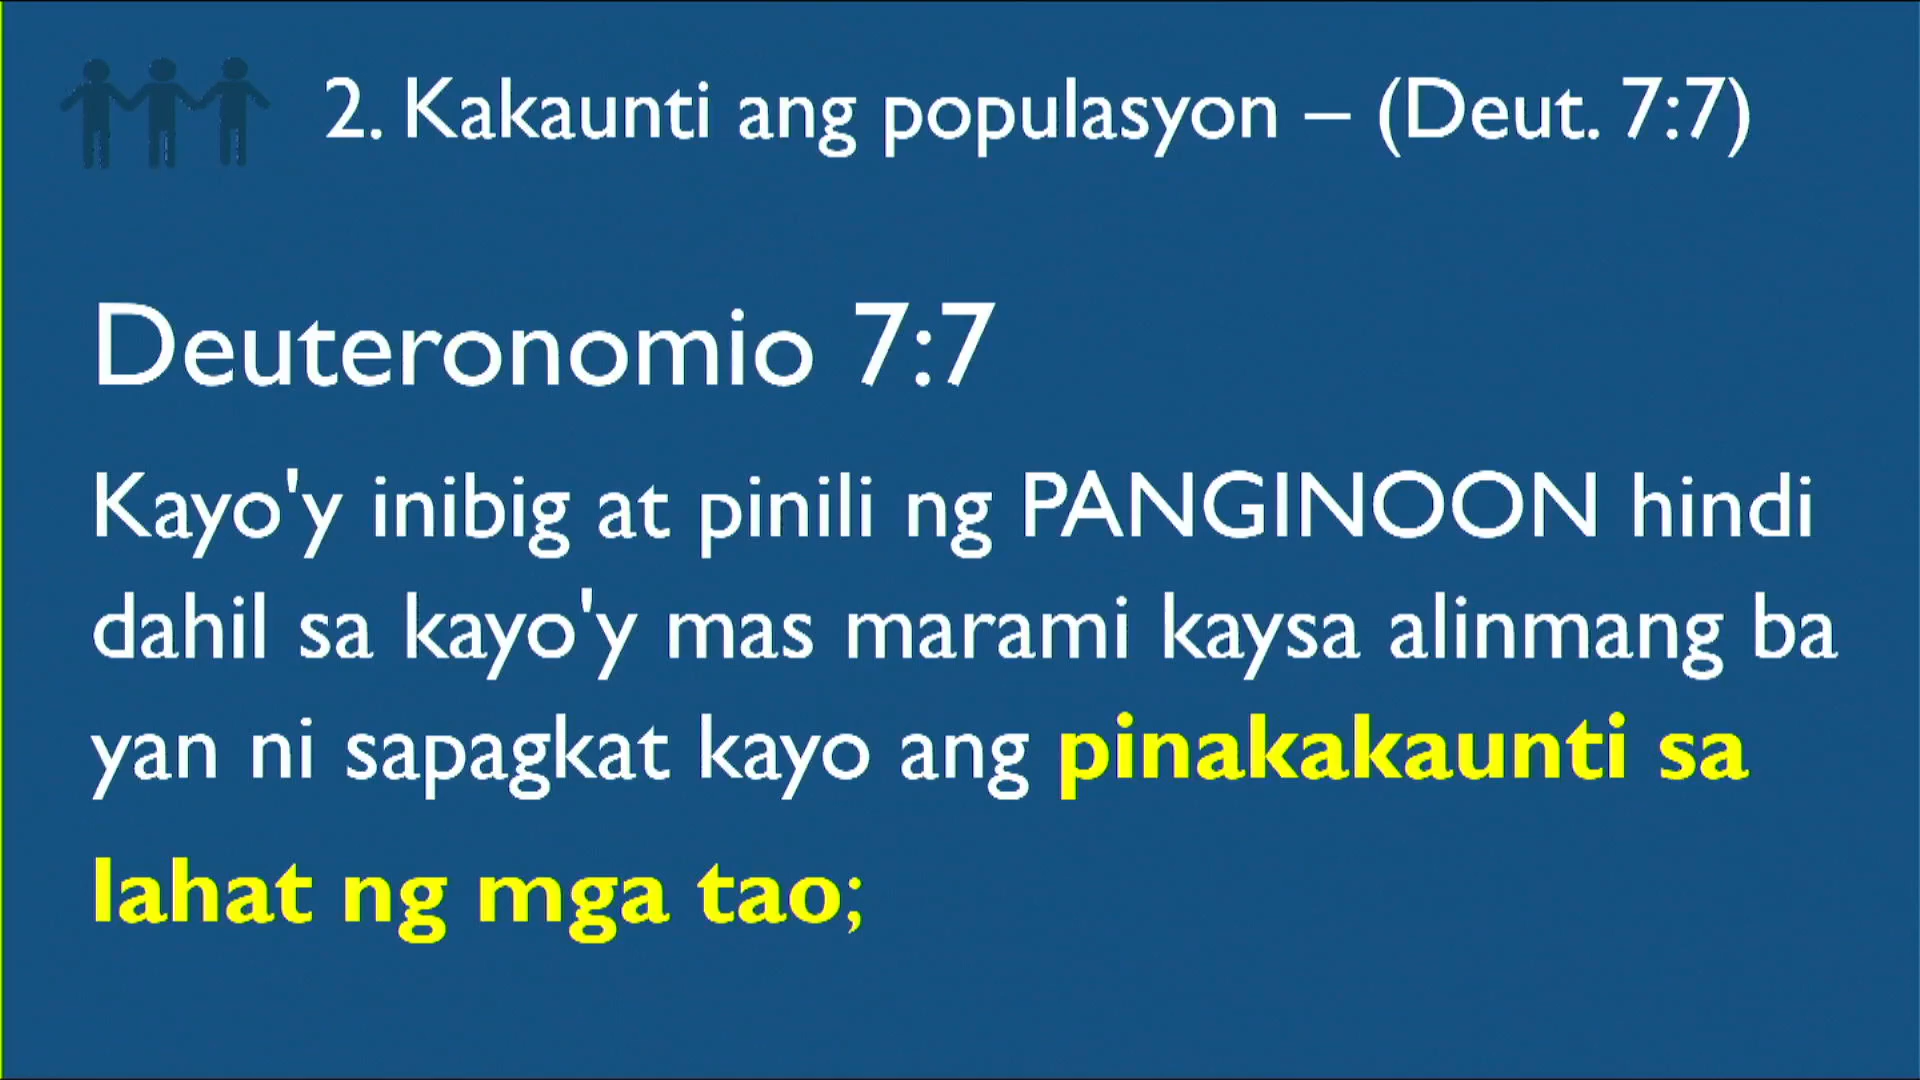 2. Kakaunti ang populasyon – (Deut. 7:7)
Deuteronomio 7:7
Kayo'y inibig at pinili ng PANGINOON hindi
dahil sa kayo'y mas marami kaysa alinmang ba
yan ni sapagkat kayo ang pinakakaunti sa
lahat ng mga tao;